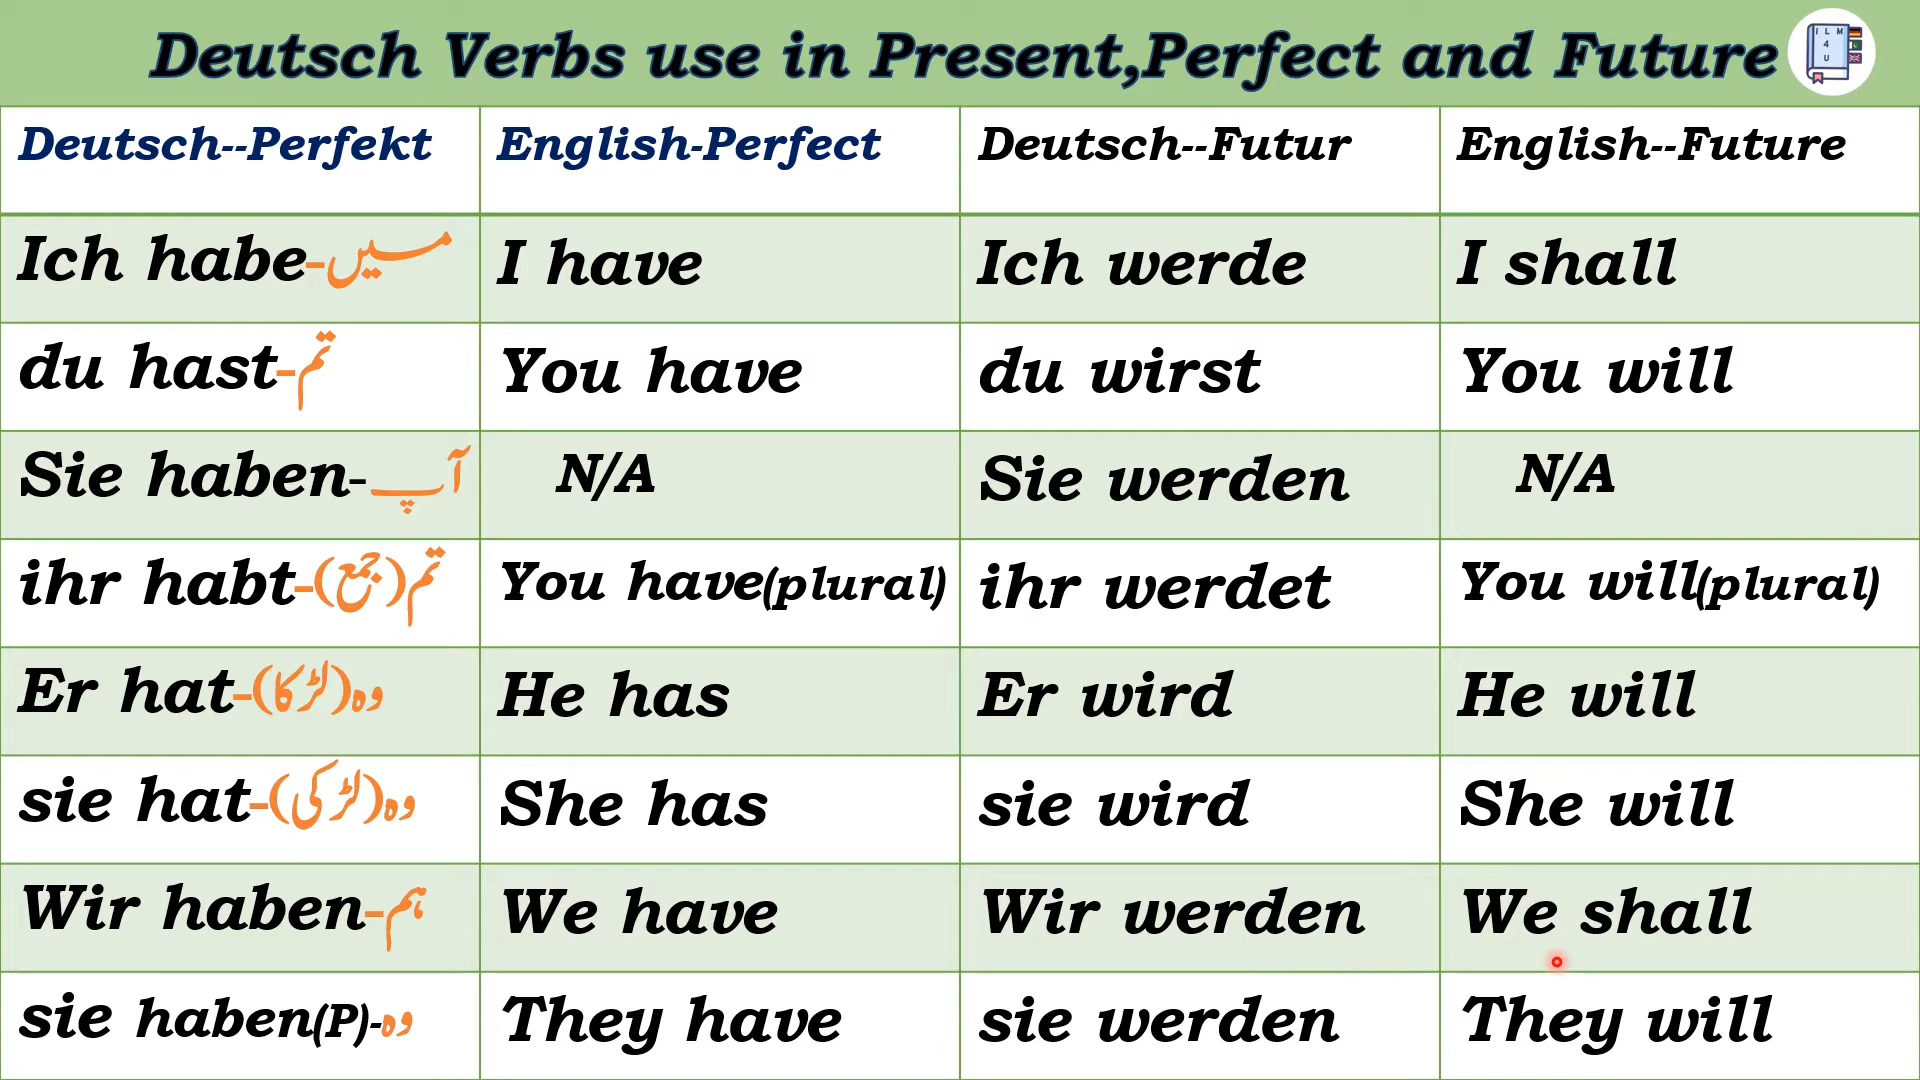 Deutsch Verbs use in Present,Perfect and Future
I L M
4
U
Deutsch--Perfekt English-Perfect Deutsch--Futur English--Future
Ich habe-میں I have Ich werde I shall
du hast-تم You have du wirst You will
Sie haben-آپ N/A Sie werden N/A
ihr habt-تم(جمع) You have(plural) ihr werdet You will(plural)
Er hat-وہ(لڑکا) He has Er wird He will
sie hat-وہ(لڑکی) She has sie wird She will
Wir haben-ہم We have Wir werden We shall
sie haben(P)-وہ They have sie werden They will